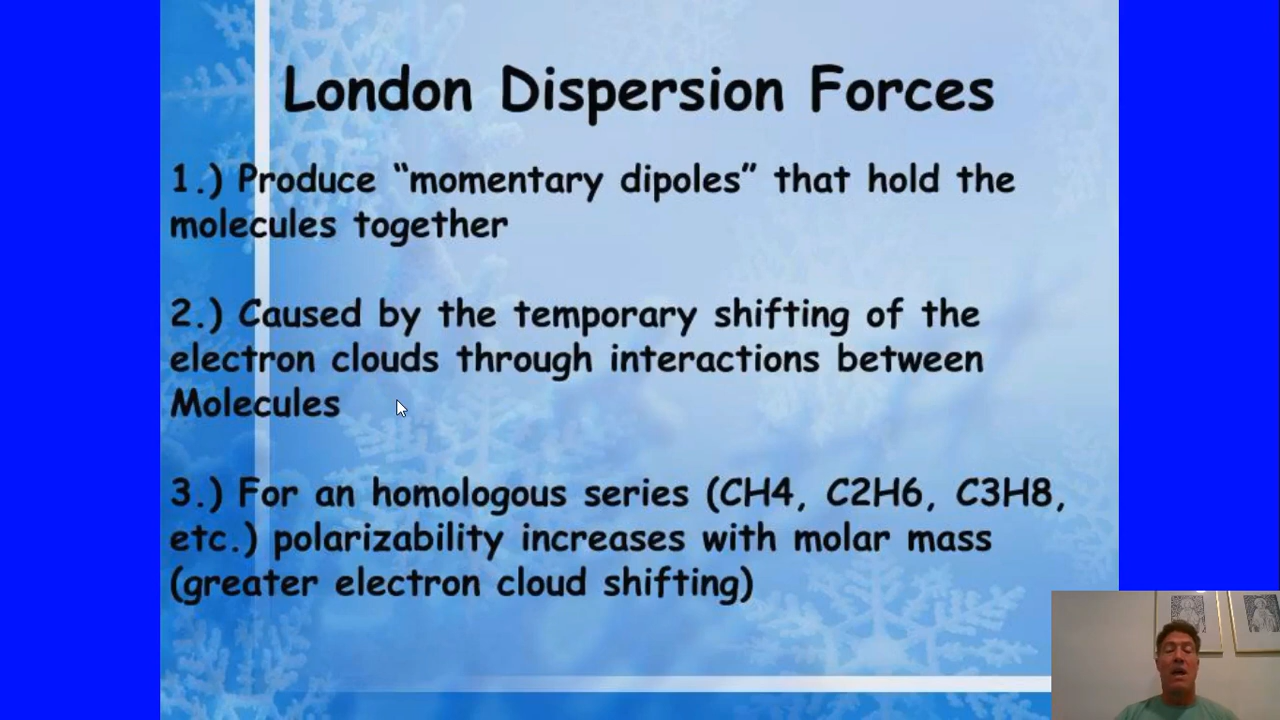 London Dispersion Forces
1.) Produce “momentary dipoles” that hold the
molecules together
2.) Caused by the temporary shifting of the
electron clouds through interactions between
Molecules
3.) For an homologous series (CH4, C2H6, C3H8,
etc.) polarizability increases with molar mass
(greater electron cloud shifting)